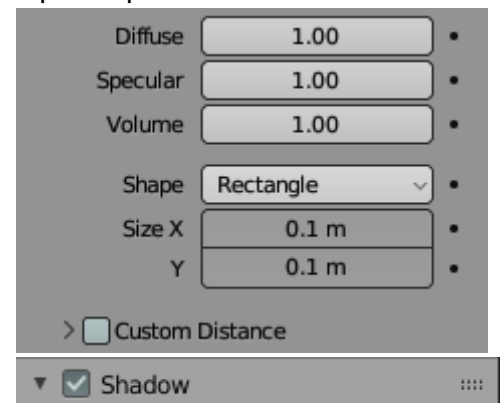 Diffuse 1.00
Specular 1.00
Volume 1.00
Shape Rectangle
Size X 0.1 m
Y 0.1 m
Custom Distance
Shadow